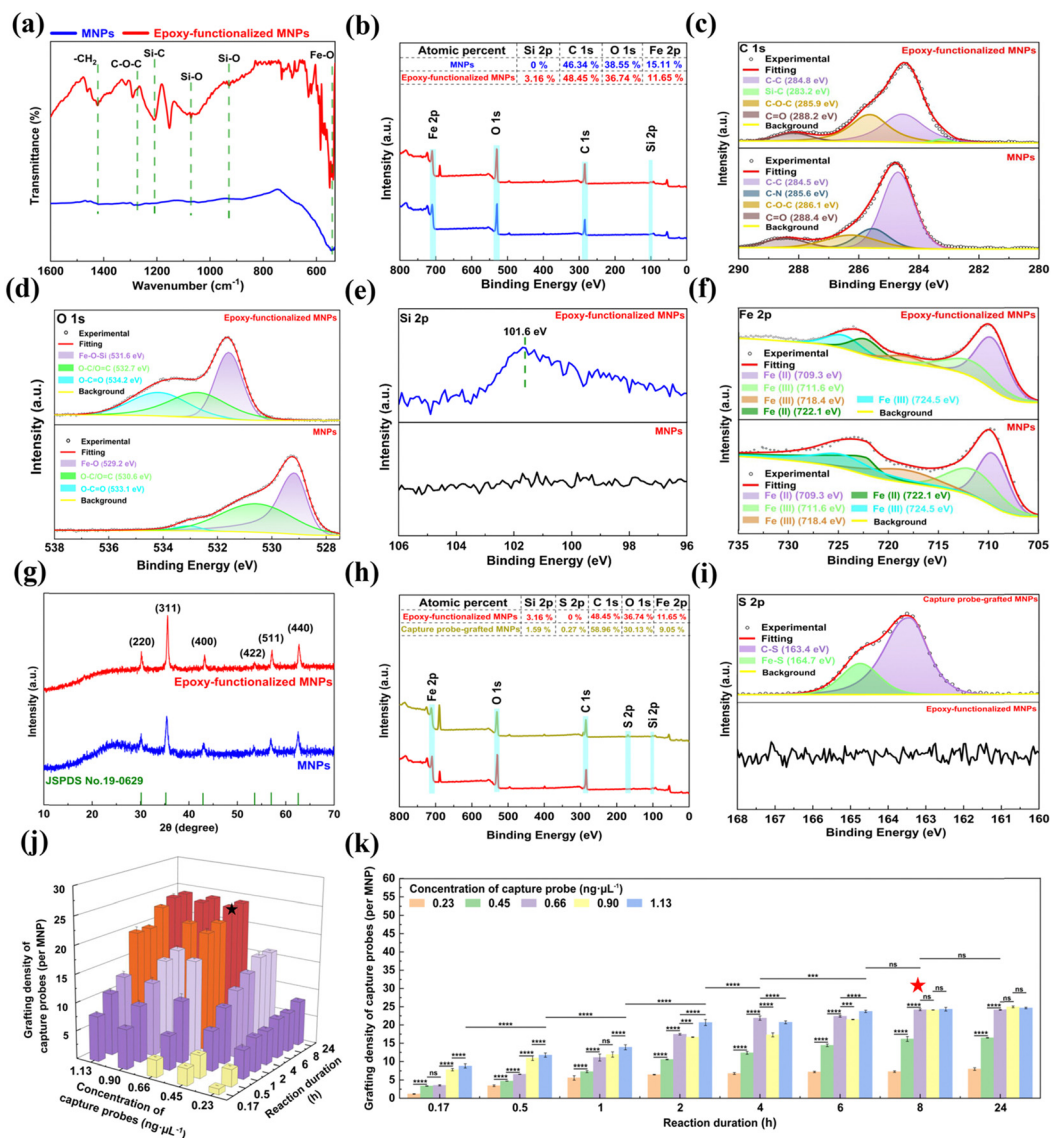 (a)
MNPs Epoxy-functionalized MNPs
-CH2
C-O-C
Si-C
Si-O
Si-O
Fe-O
Transmittance (%)
1600 1400 1200 1000 800 600
Wavenumber (cm⁻¹)
(b)
Atomic percent Si 2p C 1s O 1s Fe 2p
MNPs 0 % 46.34 % 38.55 % 15.11 %
Epoxy-functionalized MNPs 3.16 % 48.45 % 36.74 % 11.65 %
Fe 2p
O 1s
C 1s
Si 2p
Intensity (a.u.)
800 700 600 500 400 300 200 100 0
Binding Energy (eV)
(c)
C 1s
Epoxy-functionalized MNPs
Experimental
Fitting
C-C (284.8 eV)
Si-C (283.2 eV)
C-O-C (285.9 eV)
C=O (288.2 eV)
Background
MNPs
Experimental
Fitting
C-C (284.5 eV)
C-N (285.6 eV)
C-O-C (286.1 eV)
C=O (288.4 eV)
Background
Intensity (a.u.)
290 288 286 284 282 280
Binding Energy (eV)
(d)
O 1s
Epoxy-functionalized MNPs
Experimental
Fitting
Fe-O-Si (531.6 eV)
O-C/O=C (532.7 eV)
O-C=O (534.2 eV)
Background
MNPs
Experimental
Fitting
Fe-O (529.2 eV)
O-C/O=C (530.6 eV)
O-C=O (533.1 eV)
Background
Intensity (a.u.)
538 536 534 532 530 528
Binding Energy (eV)
(e)
Si 2p
Epoxy-functionalized MNPs
101.6 eV
MNPs
Intensity (a.u.)
106 104 102 100 98 96
Binding Energy (eV)
(f)
Fe 2p
Epoxy-functionalized MNPs
Experimental
Fitting
Fe (II) (709.3 eV)
Fe (III) (711.6 eV)
Fe (III) (718.4 eV) Fe (III) (724.5 eV)
Fe (II) (722.1 eV) Background
MNPs
Experimental
Fitting
Fe (II) (709.3 eV) Fe (II) (722.1 eV)
Fe (III) (711.6 eV) Fe (III) (724.5 eV)
Fe (III) (718.4 eV) Background
Intensity (a.u.)
735 730 725 720 715 710 705
Binding Energy (eV)
(g)
(220)
(311)
(400)
(422)
(511)
(440)
Epoxy-functionalized MNPs
MNPs
JSPDS No.19-0629
Intensity (a.u.)
10 20 30 40 50 60 70
2θ (degree)
(h)
Atomic percent Si 2p S 2p C 1s O 1s Fe 2p
Epoxy-functionalized MNPs 3.16 % 0 % 48.45 % 36.74 % 11.65 %
Capture probe-grafted MNPs 1.59 % 0.27 % 58.96 % 30.13 % 9.05 %
Fe 2p
O 1s
C 1s
S 2p
Si 2p
Intensity (a.u.)
800 700 600 500 400 300 200 100 0
Binding Energy (eV)
(i)
S 2p
Capture probe-grafted MNPs
Experimental
Fitting
C-S (163.4 eV)
Fe-S (164.7 eV)
Background
Epoxy-functionalized MNPs
Intensity (a.u.)
168 167 166 165 164 163 162 161 160
Binding Energy (eV)
(j)
Grafting density of
capture probes (per MNP)
30
25
20
15
10
5
1.13 0.90 0.66 0.45 0.23
Concentration of
capture probes (ng·μL⁻¹)
0.17 0.5 1 2 4 6 8 24
Reaction duration
(h)
(k)
Concentration of capture probe (ng·μL⁻¹)
0.23 0.45 0.66 0.90 1.13
Grafting density of capture probes (per MNP)
60
55
50
45
40
35
30
25
20
15
10
5
0
ns ns
**** ***
****
**** ****
**** ns **** ****
**** **** **** ****
**** **** ns ****
**** **** *** ****
**** **** ****
**** *** ****
**** ns ns
**** ns ns
0.17 0.5 1 2 4 6 8 24
Reaction duration (h)